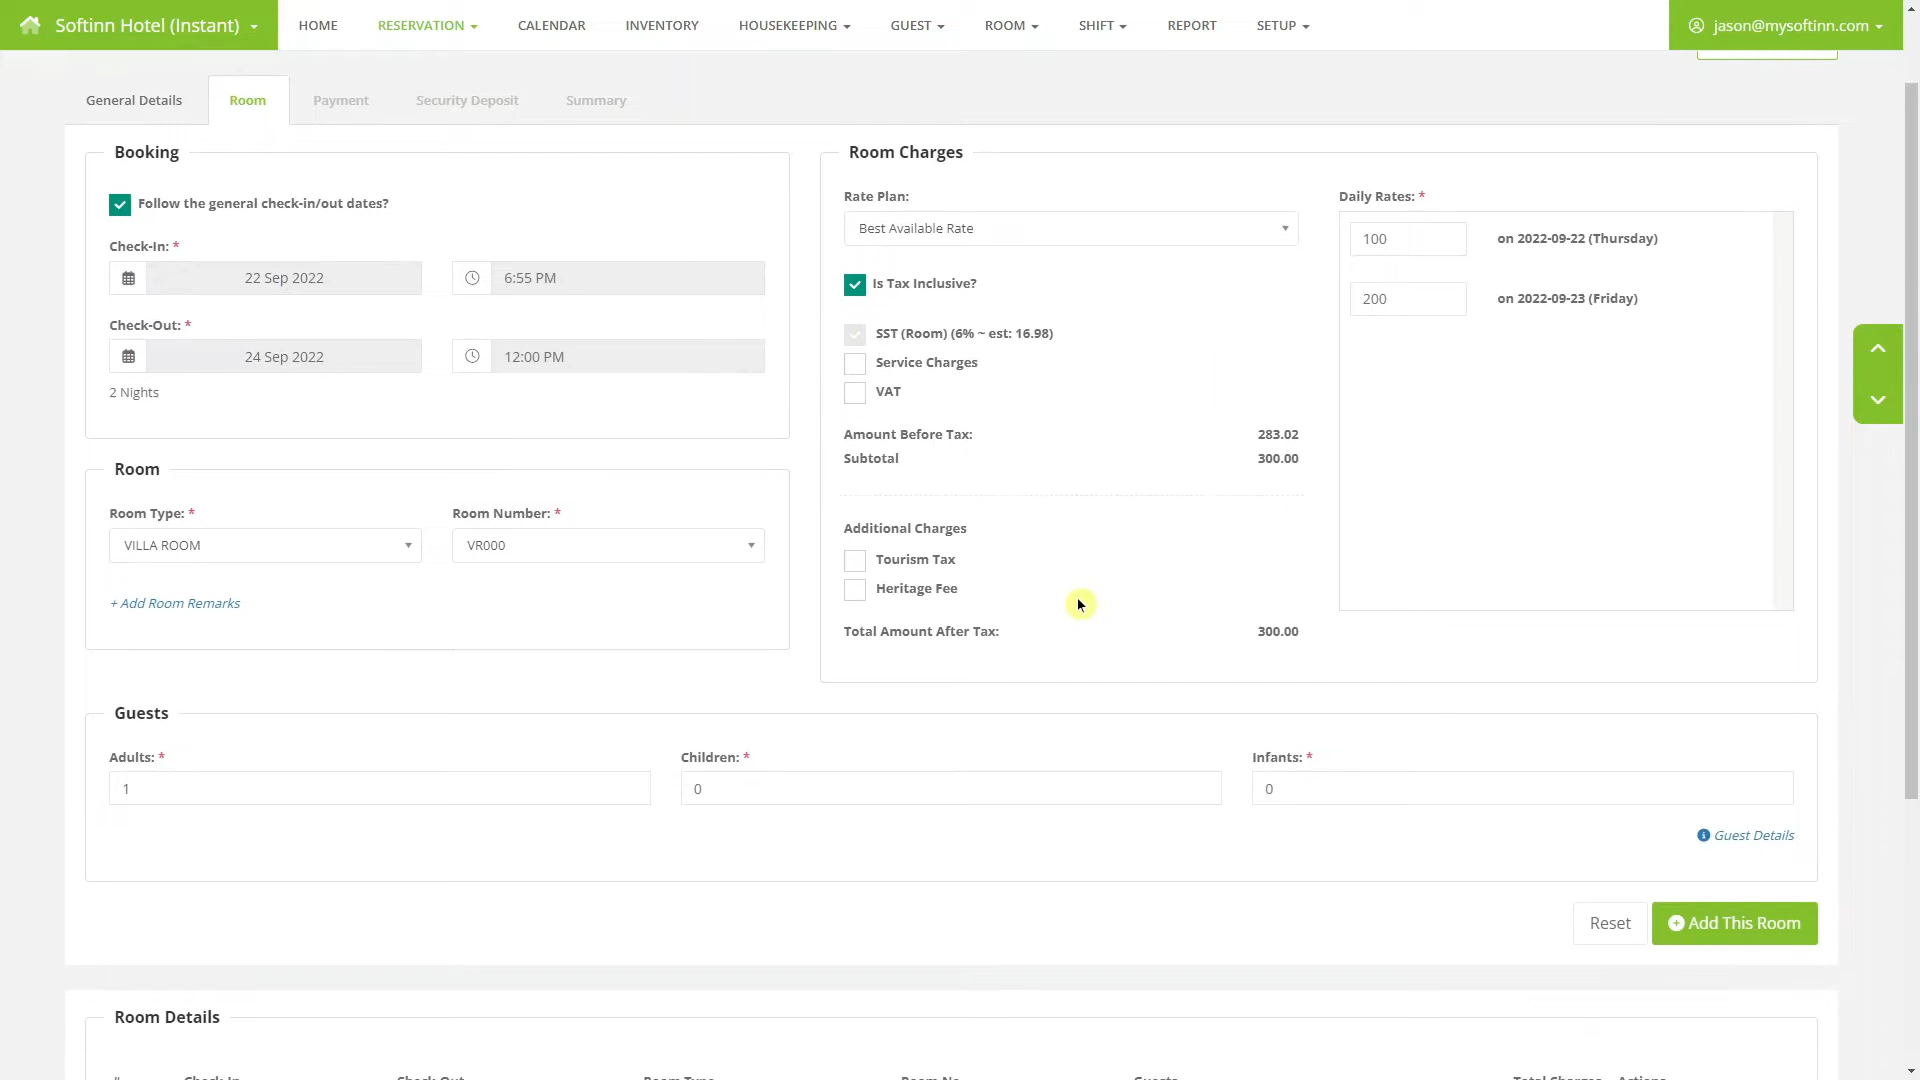 Softinn Hotel (Instant)
HOME
RESERVATION
CALENDAR
INVENTORY
HOUSEKEEPING
GUEST
ROOM
SHIFT
REPORT
SETUP
jason@mysoftinn.com
General Details
Room
Payment
Security Deposit
Summary
Booking
Follow the general check-in/out dates?
Check-In: *
22 Sep 2022
6:55 PM
Check-Out: *
24 Sep 2022
12:00 PM
2 Nights
Room
Room Type: *
Room Number: *
VILLA ROOM
VR000
+ Add Room Remarks
Room Charges
Rate Plan:
Best Available Rate
Is Tax Inclusive?
SST (Room) (6% ~ est: 16.98)
Service Charges
VAT
Amount Before Tax: 283.02
Subtotal 300.00
Additional Charges
Tourism Tax
Heritage Fee
Total Amount After Tax: 300.00
Daily Rates: *
100 on 2022-09-22 (Thursday)
200 on 2022-09-23 (Friday)
Guests
Adults: *
Children: *
Infants: *
1
0
0
Guest Details
Reset
Add This Room
Room Details
# Check-In Check-Out Room Type Room No Guests Total Charges Actions